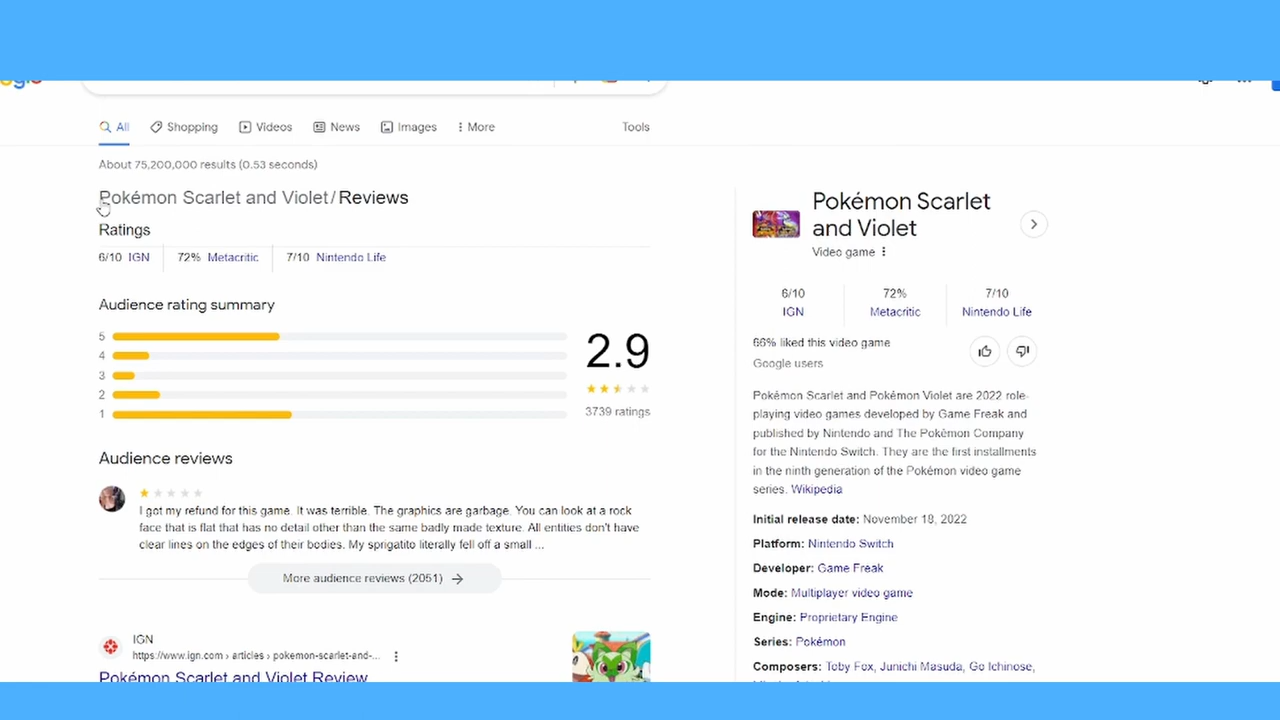 All Shopping Videos News Images More Tools
About 75,200,000 results (0.53 seconds)
Pokémon Scarlet and Violet / Reviews
Ratings
6/10 IGN 72% Metacritic 7/10 Nintendo Life
Audience rating summary
5
4
3
2
1
2.9
3739 ratings
Audience reviews
I got my refund for this game. It was terrible. The graphics are garbage. You can look at a rock
face that is flat that has no detail other than the same badly made texture. All entities don't have
clear lines on the edges of their bodies. My sprigatito literally fell off a small ...
More audience reviews (2051)
IGN
https://www.ign.com › articles › pokemon-scarlet-and-...
Pokémon Scarlet and Violet Review
Pokémon Scarlet
and Violet
Video game
6/10 72% 7/10
IGN Metacritic Nintendo Life
66% liked this video game
Google users
Pokémon Scarlet and Pokémon Violet are 2022 role-
playing video games developed by Game Freak and
published by Nintendo and The Pokémon Company
for the Nintendo Switch. They are the first installments
in the ninth generation of the Pokémon video game
series. Wikipedia
Initial release date: November 18, 2022
Platform: Nintendo Switch
Developer: Game Freak
Mode: Multiplayer video game
Engine: Proprietary Engine
Series: Pokémon
Composers: Toby Fox, Junichi Masuda, Go Ichinose,